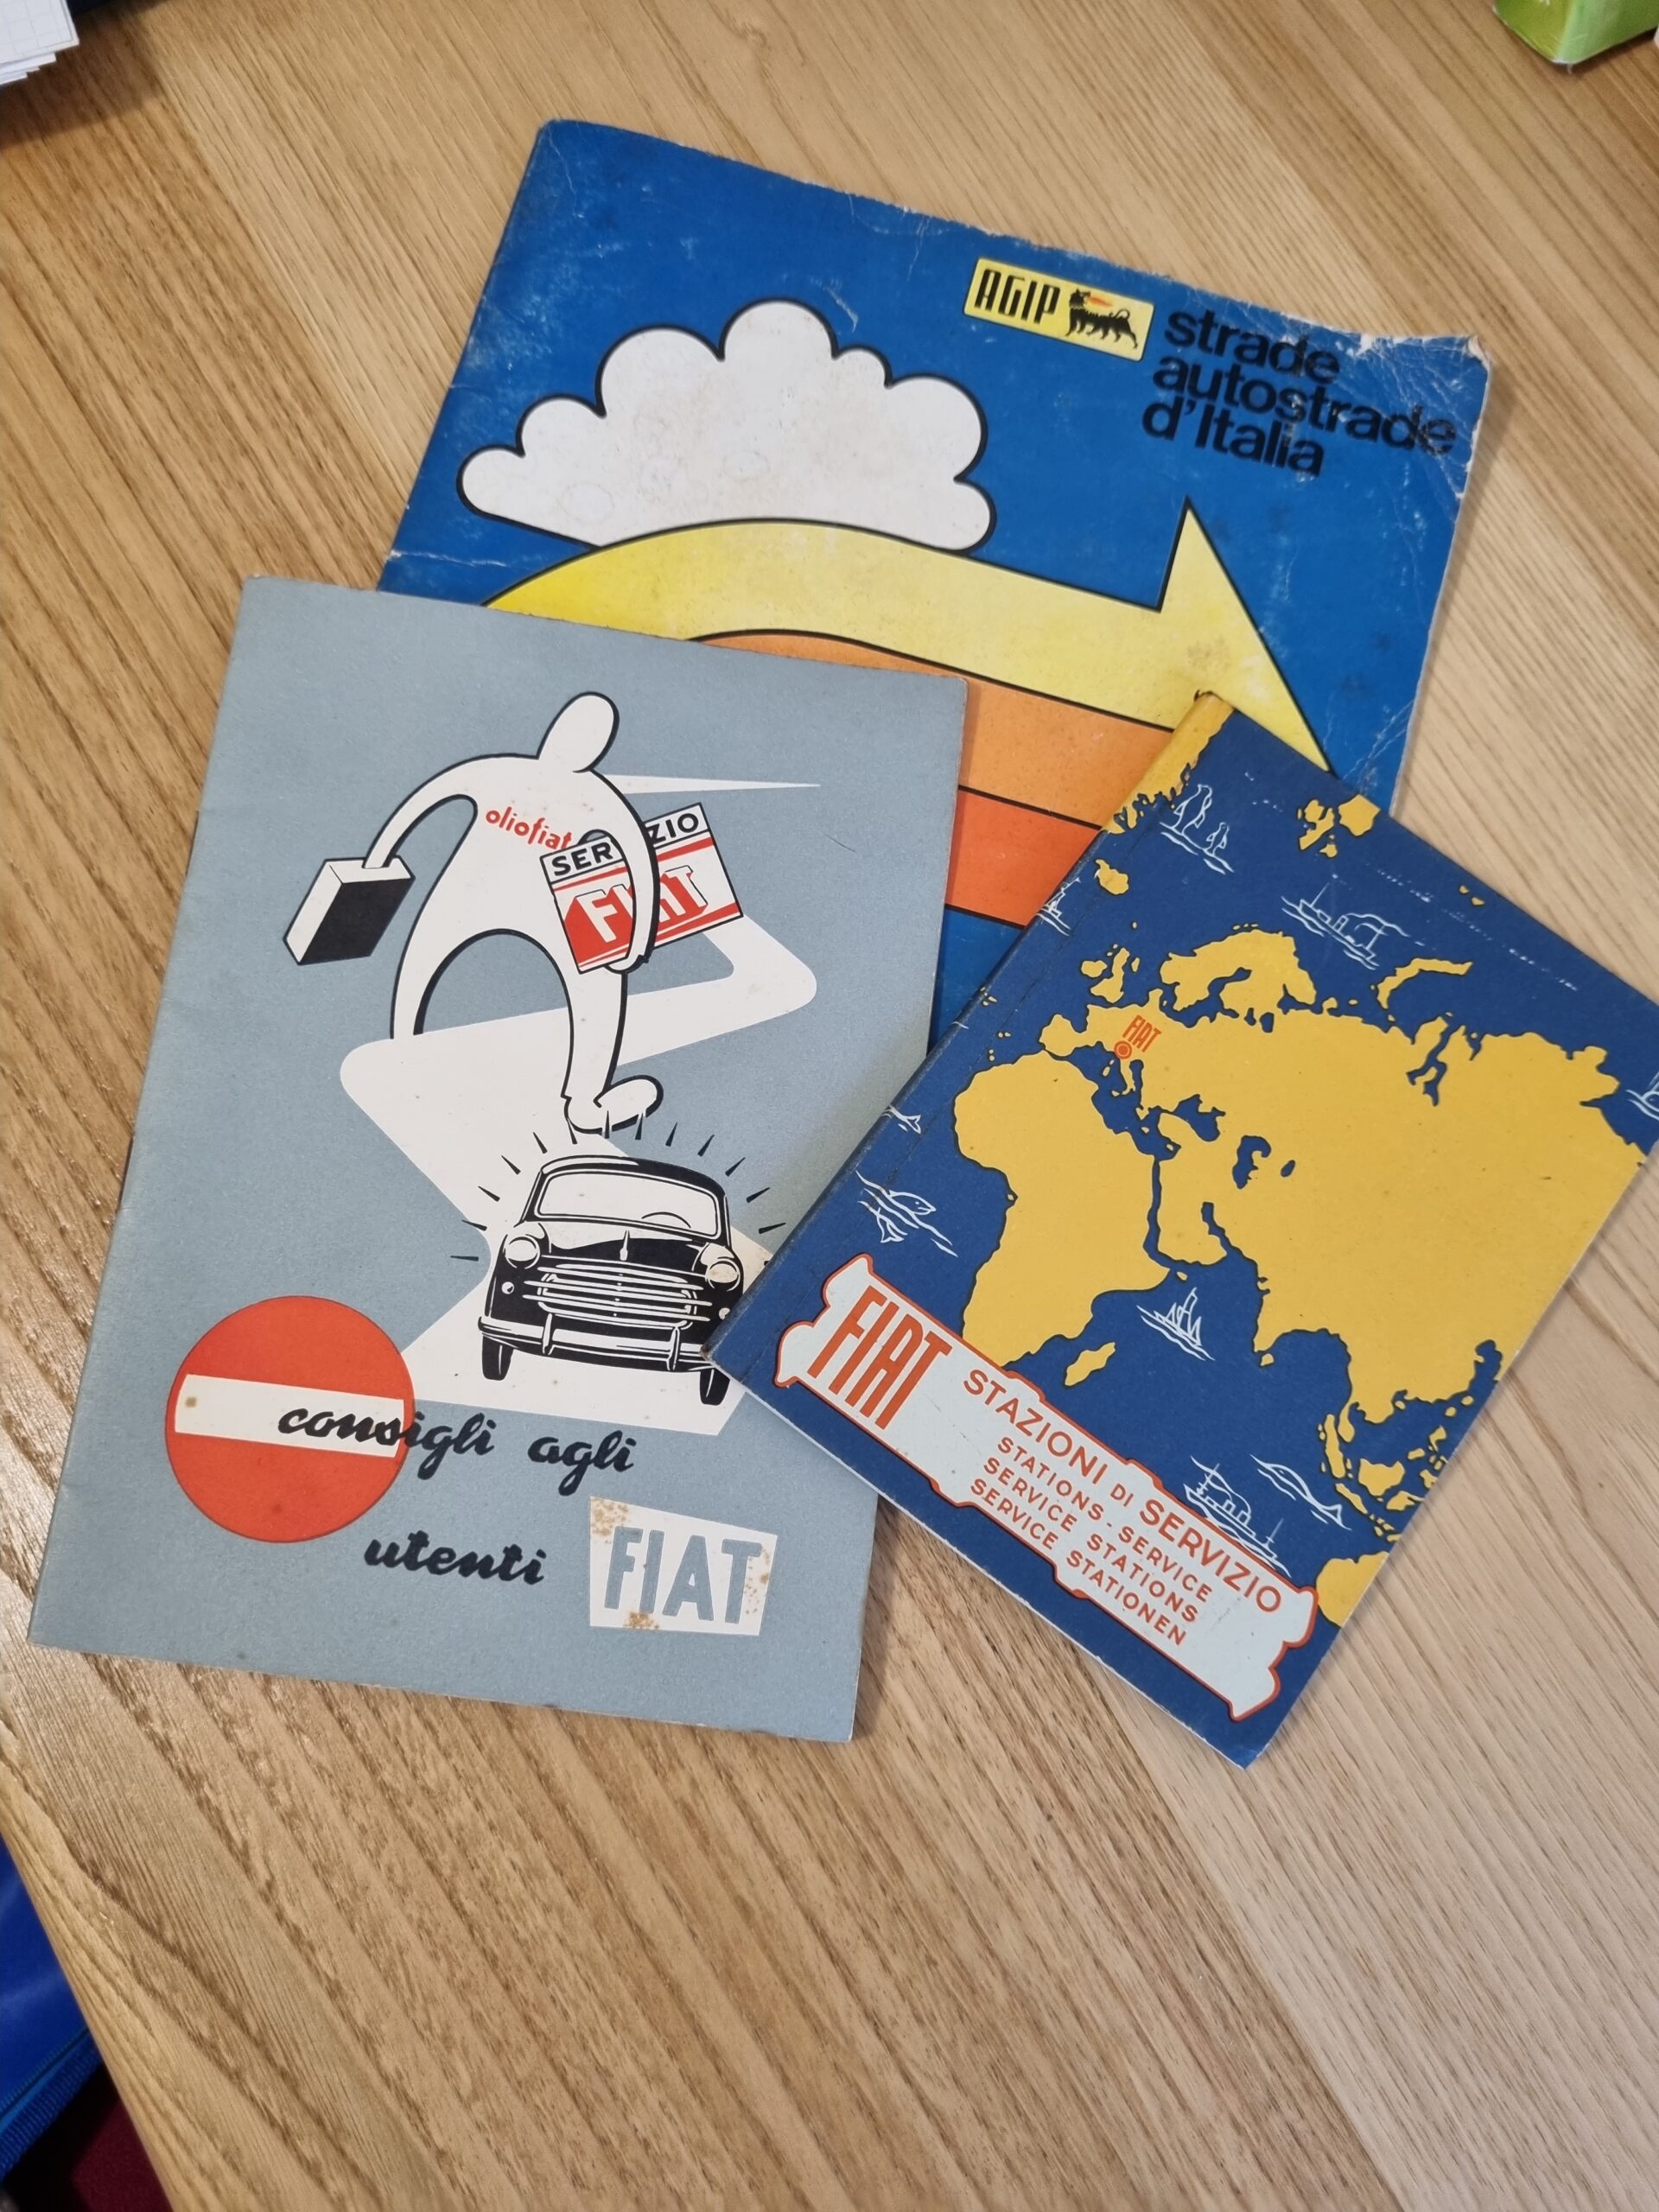 AGIP
strade
autostrade
d'Italia
oliofiat
FIAT
FIAT
STAZIONI DI SERVIZIO
STATIONS-SERVICE
SERVICE STATIONS
SERVICE STATIONEN
FIAT
consigli agli
utenti FIAT